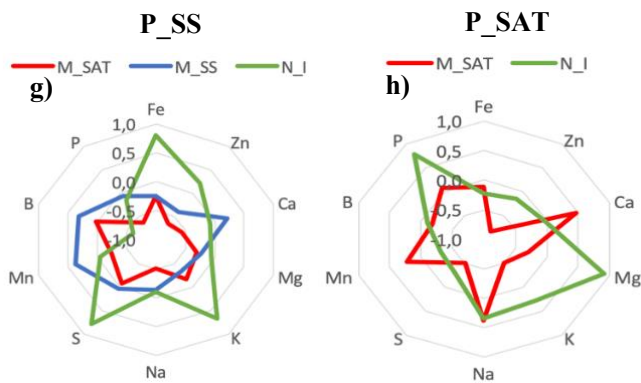 P_SS
M_SAT M_SS N_I
g)
Fe
Zn
Ca
Mg
K
Na
S
Mn
B
P
1,0
0,5
0,0
-0,5
-1,0
P_SAT
M_SAT N_I
h)
Fe
Zn
Ca
Mg
K
Na
S
Mn
B
P
1,0
0,5
0,0
-0,5
-1,0